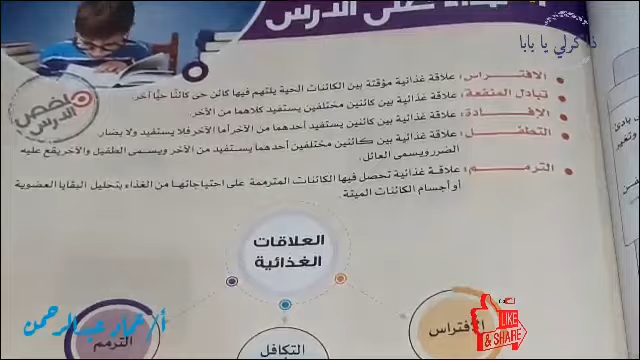 ذاكرلي يا بابا
ملخص الدرس
الافتراس: علاقة غذائية مؤقتة بين الكائنات الحية يلتهم فيها كائن حى كائنًا حيًّا آخر.
تبادل المنفعة: علاقة غذائية بين كائنين مختلفين يستفيد كلاهما من الآخر.
الإفادة: علاقة غذائية بين كائنين يستفيد أحدهما من الآخر أما الآخر فلا يستفيد ولا يضار.
التطفل: علاقة غذائية بين كائنين مختلفين أحدهما يستفيد من الآخر ويسمى الطفيل والآخر يقع عليه
الضرر ويسمى العائل.
الترمم: علاقة غذائية تحصل فيها الكائنات المترممة على احتياجاتها من الغذاء بتحليل البقايا العضوية
أو أجسام الكائنات الميتة.
العلاقات
الغذائية
الافتراس
التكافل
الترمم
أ/ عماد عبدالرحمن
LIKE
& SHARE